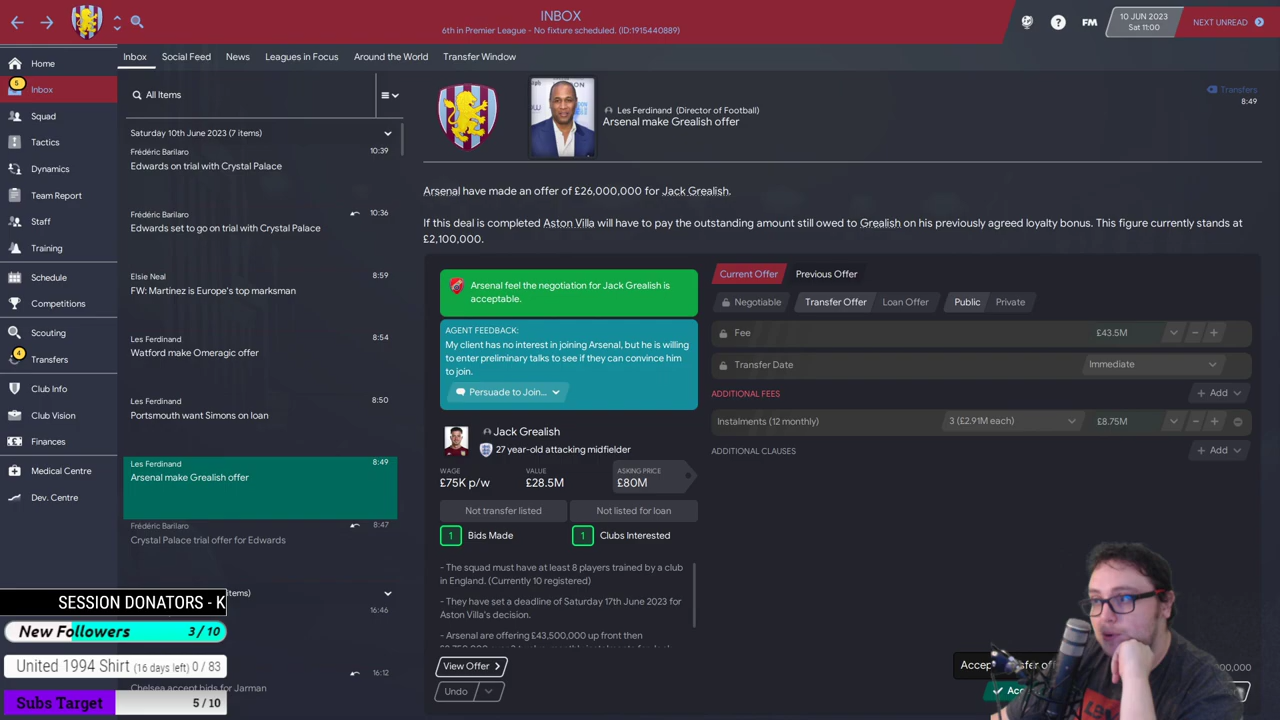 INBOX
6th in Premier League - No fixture scheduled. (ID:1915440889)
FM
10 JUN 2023
Sat 11:00
NEXT UNREAD
Inbox
Social Feed
News
Leagues in Focus
Around the World
Transfer Window
Home
5
Inbox
Squad
Tactics
Dynamics
Team Report
Staff
Training
Schedule
Competitions
Scouting
4
Transfers
Club Info
Club Vision
Finances
Medical Centre
Dev. Centre
All Items
Saturday 10th June 2023 (7 items)
Frédéric Barilaro 10:39
Edwards on trial with Crystal Palace
Frédéric Barilaro 10:36
Edwards set to go on trial with Crystal Palace
Elsie Neal 8:59
FW: Martínez is Europe's top marksman
Les Ferdinand 8:54
Watford make Omeragic offer
Les Ferdinand 8:50
Portsmouth want Simons on loan
Les Ferdinand 8:49
Arsenal make Grealish offer
Frédéric Barilaro 8:47
Crystal Palace trial offer for Edwards
items)
16:46
16:12
Chelsea accept bids for Jarman
Les Ferdinand (Director of Football)
Arsenal make Grealish offer
Transfers
8:49
Arsenal have made an offer of £26,000,000 for Jack Grealish.
If this deal is completed Aston Villa will have to pay the outstanding amount still owed to Grealish on his previously agreed loyalty bonus. This figure currently stands at
£2,100,000.
Arsenal feel the negotiation for Jack Grealish is
acceptable.
AGENT FEEDBACK:
My client has no interest in joining Arsenal, but he is willing
to enter preliminary talks to see if they can convince him
to join.
Persuade to Join...
Jack Grealish
27 year-old attacking midfielder
WAGE
£75K p/w
VALUE
£28.5M
ASKING PRICE
£80M
Not transfer listed
Not listed for loan
1 Bids Made
1 Clubs Interested
- The squad must have at least 8 players trained by a club
in England. (Currently 10 registered)
- They have set a deadline of Saturday 17th June 2023 for
Aston Villa's decision.
- Arsenal are offering £43,500,000 up front then
View Offer
Undo
Current Offer
Previous Offer
Negotiable
Transfer Offer
Loan Offer
Public
Private
Fee £43.5M
Transfer Date Immediate
ADDITIONAL FEES
Add
Instalments (12 monthly) 3 (£2.91M each) £8.75M
ADDITIONAL CLAUSES
Add
SESSION DONATORS - K
New Followers 3 / 10
United 1994 Shirt (16 days left) 0 / 83
Subs Target 5 / 10